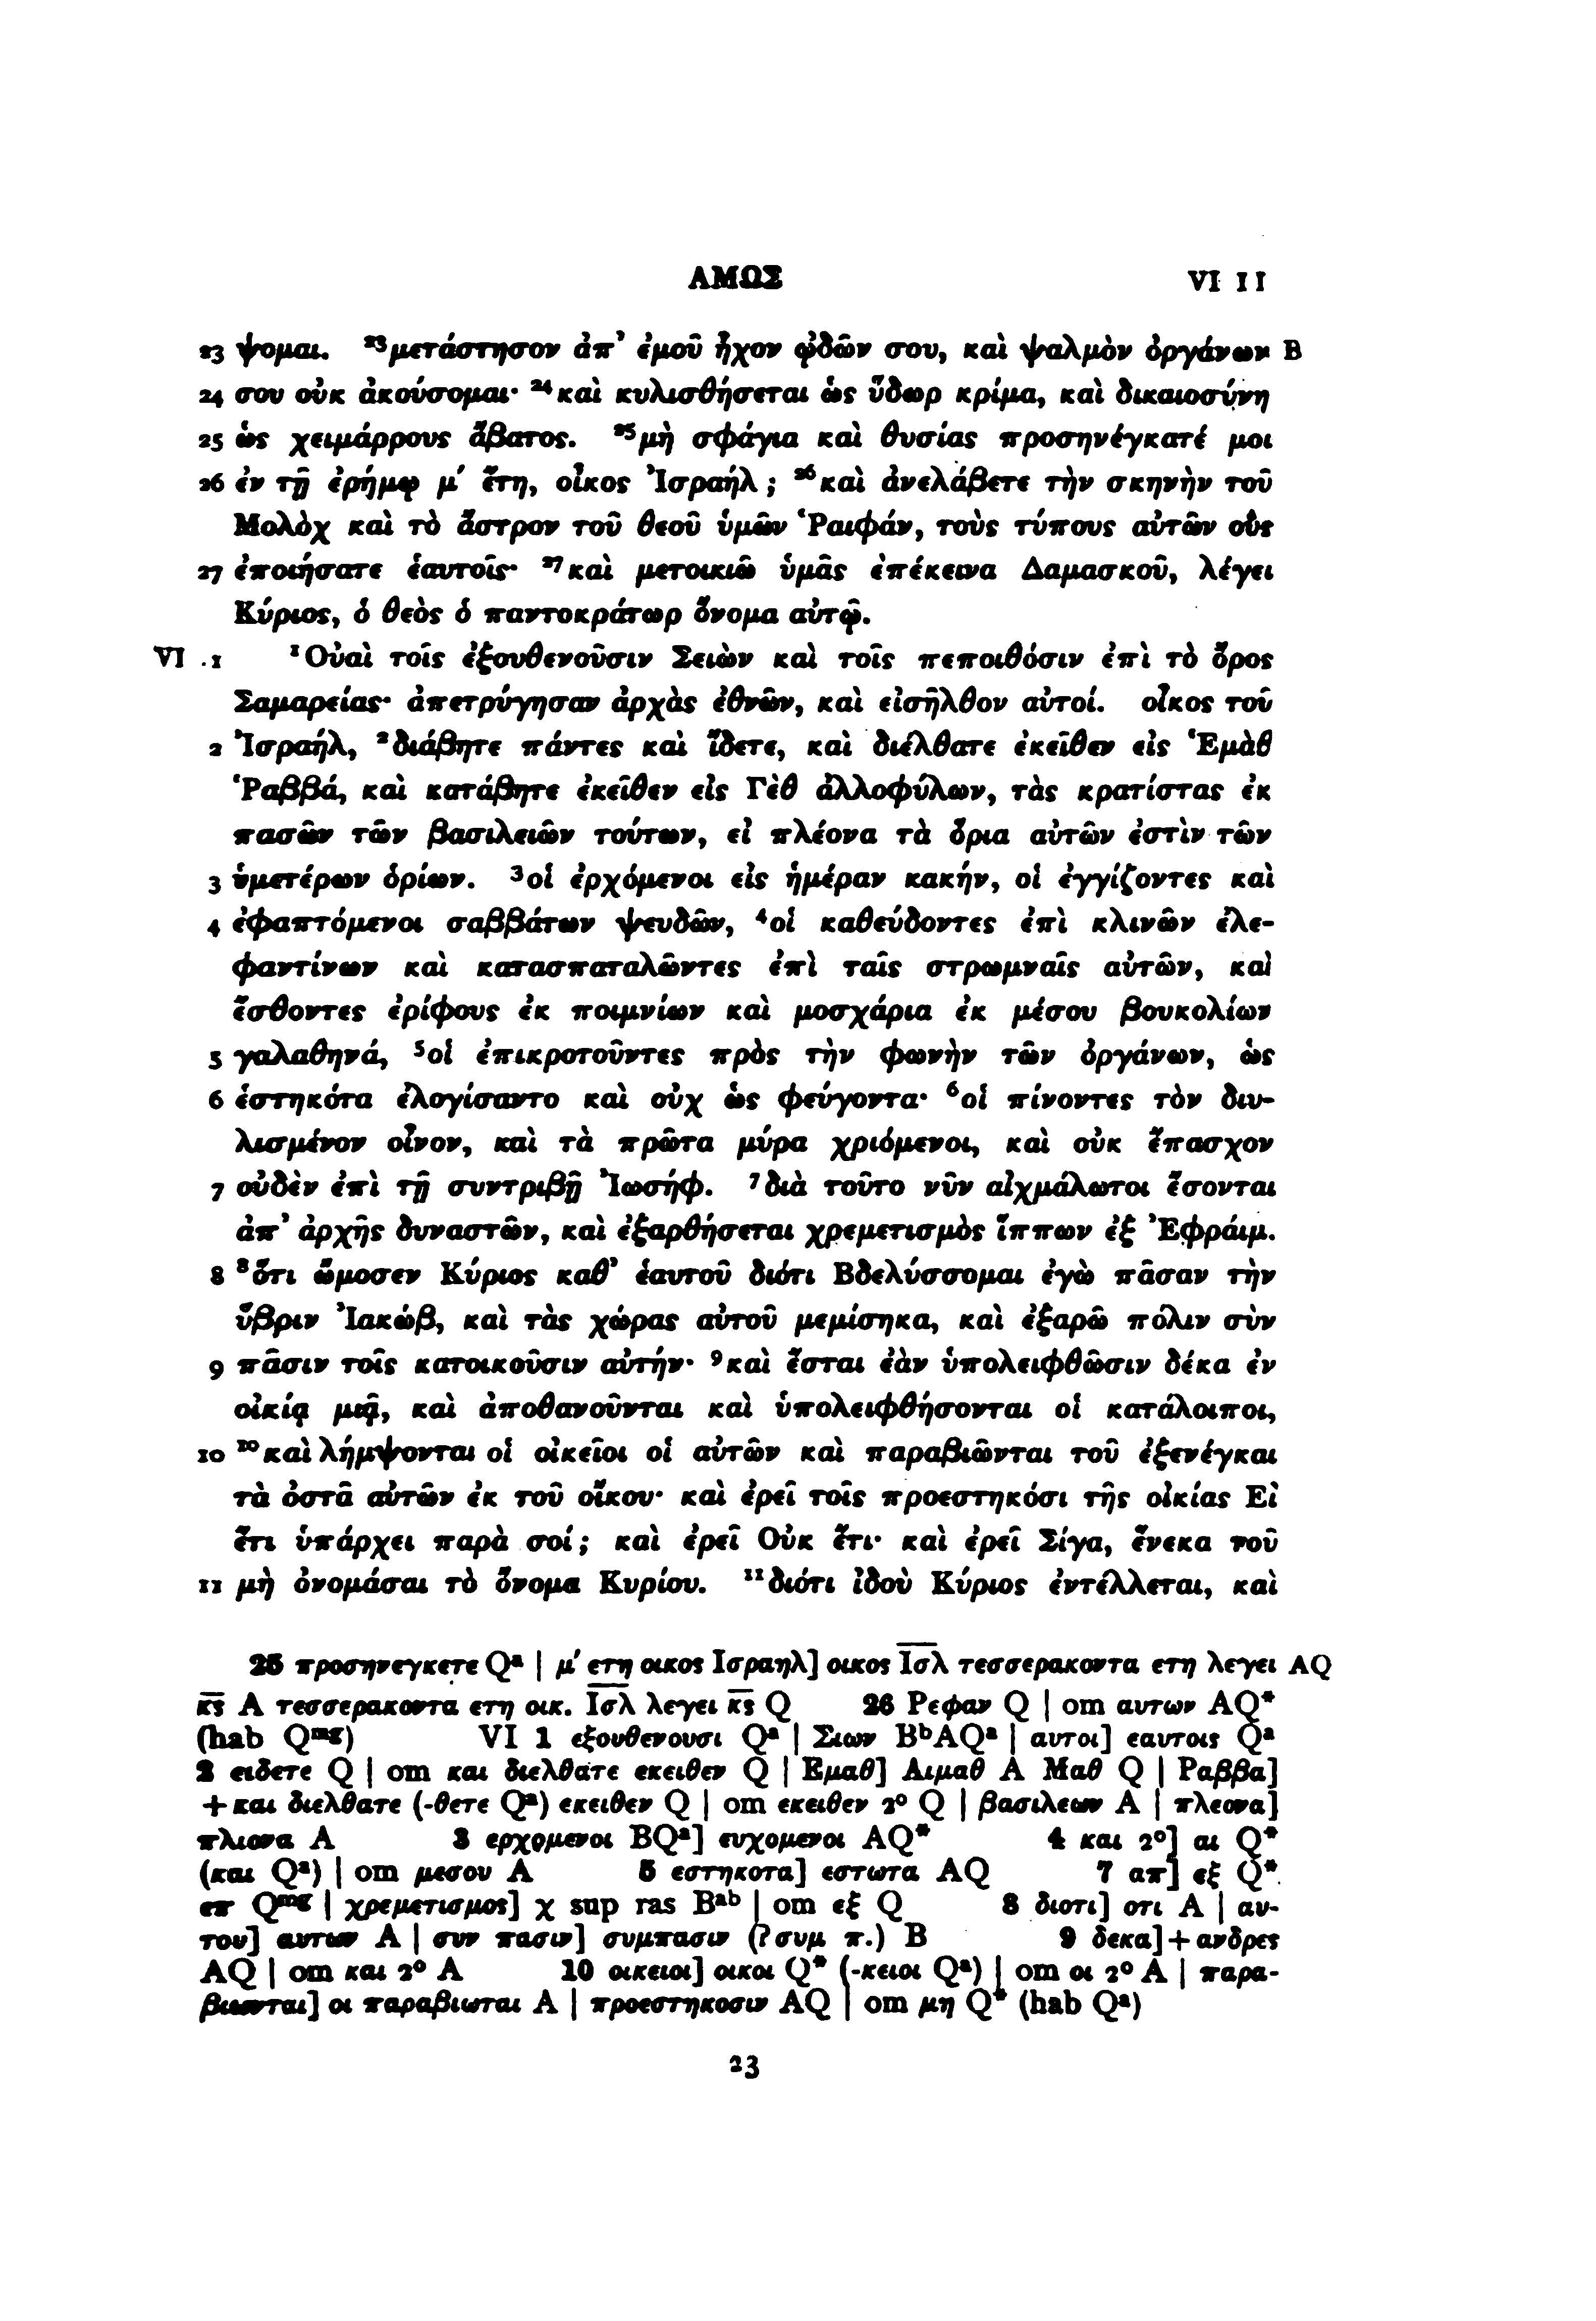 ΑΜΩΣ VI 11
23 ψομαι. ²³μετάστησον ἀπ’ ἐμοῦ ἦχον ᾠδῶν σου, καὶ ψαλμὸν ὀργάνων B
24 σου οὐκ ἀκούσομαι· ²⁴καὶ κυλισθήσεται ὡς ὕδωρ κρίμα, καὶ δικαιοσύνη
25 ὡς χειμάρρους ἄβατος. ²⁵μὴ σφάγια καὶ θυσίας προσηνέγκατέ μοι
26 ἐν τῇ ἐρήμῳ μ´ ἔτη, οἶκος Ἰσραήλ; ²⁶καὶ ἀνελάβετε τὴν σκηνὴν τοῦ
Μολὸχ καὶ τὸ ἄστρον τοῦ θεοῦ ὑμῶν Ῥαιφάν, τοὺς τύπους αὐτῶν οὓς
27 ἐποιήσατε ἑαυτοῖς· ²⁷καὶ μετοικιῶ ὑμᾶς ἐπέκεινα Δαμασκοῦ, λέγει
Κύριος, ὁ θεὸς ὁ παντοκράτωρ ὄνομα αὐτῷ.
VI 1 ¹Οὐαὶ τοῖς ἐξουθενοῦσιν Σειὼν καὶ τοῖς πεποιθόσιν ἐπὶ τὸ ὄρος
Σαμαρείας· ἀπετρύγησαν ἀρχὰς ἐθνῶν, καὶ εἰσῆλθον αὐτοί. οἶκος τοῦ
2 Ἰσραήλ, ²διάβητε πάντες καὶ ἴδετε, καὶ διέλθατε ἐκεῖθεν εἰς Ἐμὰθ
Ῥαββά, καὶ κατάβητε ἐκεῖθεν εἰς Γὲθ ἀλλοφύλων, τὰς κρατίστας ἐκ
πασῶν τῶν βασιλειῶν τούτων, εἰ πλέονα τὰ ὅρια αὐτῶν ἐστὶν τῶν
3 ὑμετέρων ὁρίων. ³οἱ ἐρχόμενοι εἰς ἡμέραν κακήν, οἱ ἐγγίζοντες καὶ
4 ἐφαπτόμενοι σαββάτων ψευδῶν, ⁴οἱ καθεύδοντες ἐπὶ κλινῶν ἐλε-
φαντίνων καὶ κατασπαταλῶντες ἐπὶ ταῖς στρωμναῖς αὐτῶν, καὶ
ἔσθοντες ἐρίφους ἐκ ποιμνίων καὶ μοσχάρια ἐκ μέσου βουκολίων
5 γαλαθηνά, ⁵οἱ ἐπικροτοῦντες πρὸς τὴν φωνὴν τῶν ὀργάνων, ὡς
6 ἑστηκότα ἐλογίσαντο καὶ οὐχ ὡς φεύγοντα· ⁶οἱ πίνοντες τὸν διυ-
λισμένον οἶνον, καὶ τὰ πρῶτα μύρα χριόμενοι, καὶ οὐκ ἔπασχον
7 οὐδὲν ἐπὶ τῇ συντριβῇ Ἰωσήφ. ⁷διὰ τοῦτο νῦν αἰχμάλωτοι ἔσονται
ἀπ’ ἀρχῆς δυναστῶν, καὶ ἐξαρθήσεται χρεμετισμὸς ἵππων ἐξ Ἐφράιμ.
8 ⁸ὅτι ὤμοσεν Κύριος καθ’ ἑαυτοῦ διότι Βδελύσσομαι ἐγὼ πᾶσαν τὴν
ὕβριν Ἰακώβ, καὶ τὰς χώρας αὐτοῦ μεμίσηκα, καὶ ἐξαρῶ πόλιν σὺν
9 πᾶσιν τοῖς κατοικοῦσιν αὐτήν· ⁹καὶ ἔσται ἐὰν ὑπολειφθῶσιν δέκα ἐν
οἰκίᾳ μιᾷ, καὶ ἀποθανοῦνται καὶ ὑπολειφθήσονται οἱ κατάλοιποι,
10 ¹⁰καὶ λήμψονται οἱ οἰκεῖοι οἱ αὐτῶν καὶ παραβιῶνται τοῦ ἐξενέγκαι
τὰ ὀστᾶ αὐτῶν ἐκ τοῦ οἴκου· καὶ ἐρεῖ τοῖς προεστηκόσι τῆς οἰκίας Εἰ
ἔτι ὑπάρχει παρὰ σοί; καὶ ἐρεῖ Οὐκ ἔτι· καὶ ἐρεῖ Σίγα, ἕνεκα τοῦ
11 μὴ ὀνομάσαι τὸ ὄνομα Κυρίου. ¹¹διότι ἰδοὺ Κύριος ἐντέλλεται, καὶ
25 προσηνεγκετε Qᵃ | μ´ ετη οικος Ισραηλ] οικος Ι̅σ̅λ̅ τεσσερακοντα ετη λεγει AQ
κ̅ς̅ A τεσσερακοντα ετη οικ. Ι̅σ̅λ̅ λεγει κ̅ς̅ Q 26 Ρεφαν Q | om αυτων AQ*
(hab Qᵐᵍ) VI 1 εξουθενουσι Qᵃ | Σιων BᵇAQᵃ | αυτοι] εαυτοις Qᵃ
2 ειδετε Q | om και διελθατε εκειθεν Q | Εμαθ] Αιμαθ A Μαθ Q | Ραββα]
+ και διελθατε (-θετε Qᵃ) εκειθεν Q | om εκειθεν 2° Q | βασιλεων A | πλεονα]
πλιονα A 3 ερχομενοι BQᵃ] ευχομενοι AQ* 4 και 2°] αι Q*
(και Qᵃ) | om μεσου A 5 εστηκοτα] εστωτα AQ 7 απ] εξ Q*
επ Qᵐᵍ | χρεμετισμος] χ sup ras Bᵃᵇ | om εξ Q 8 διοτι] οτι A | αυ-
του] αυτων A | συν πασιν] συμπασιν (? συμ π.) B 9 δεκα] + ανδρες
AQ | om και 2° A 10 οικειοι] οικοι Q* (-κειοι Qᵃ) | om οι 2° A | παρα-
βιωνται] οι παραβιωται A | προεστηκοσιν AQ | om μη Q* (hab Qᵃ)
23